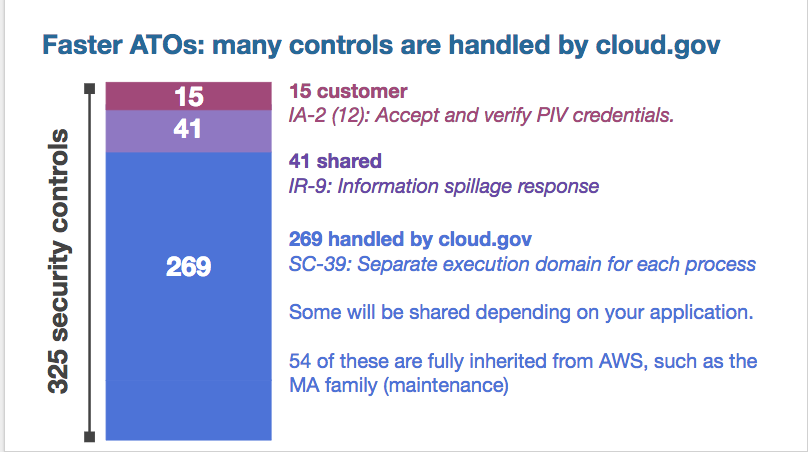 Faster ATOs: many controls are handled by cloud.gov
325 security controls
15
41
269
15 customer
IA-2 (12): Accept and verify PIV credentials.
41 shared
IR-9: Information spillage response
269 handled by cloud.gov
SC-39: Separate execution domain for each process
Some will be shared depending on your application.
54 of these are fully inherited from AWS, such as the
MA family (maintenance)